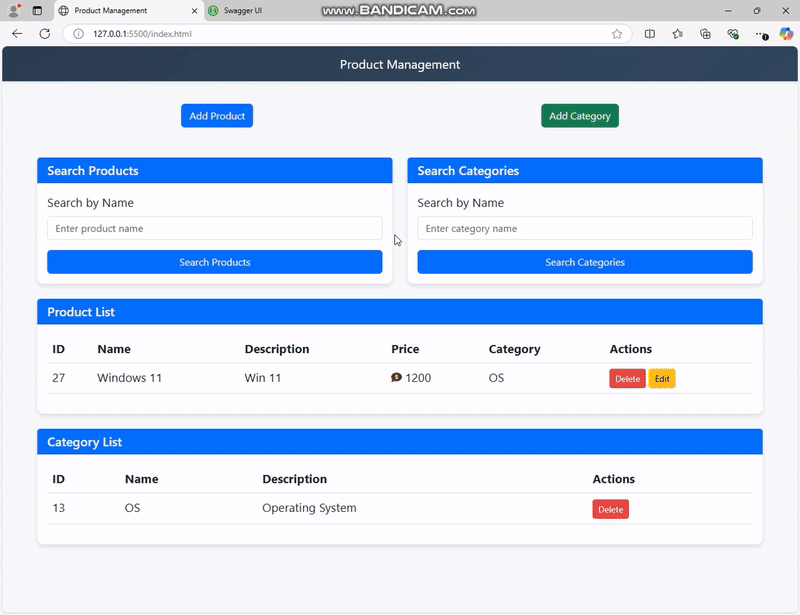 Product Management
Swagger UI
www.BANDICAM.com
127.0.0.1:5500/index.html
Product Management
Add Product
Add Category
Search Products
Search Categories
Search by Name
Search by Name
Enter product name
Enter category name
Search Products
Search Categories
Product List
ID Name Description Price Category Actions
27 Windows 11 Win 11 1200 OS Delete Edit
Category List
ID Name Description Actions
13 OS Operating System Delete